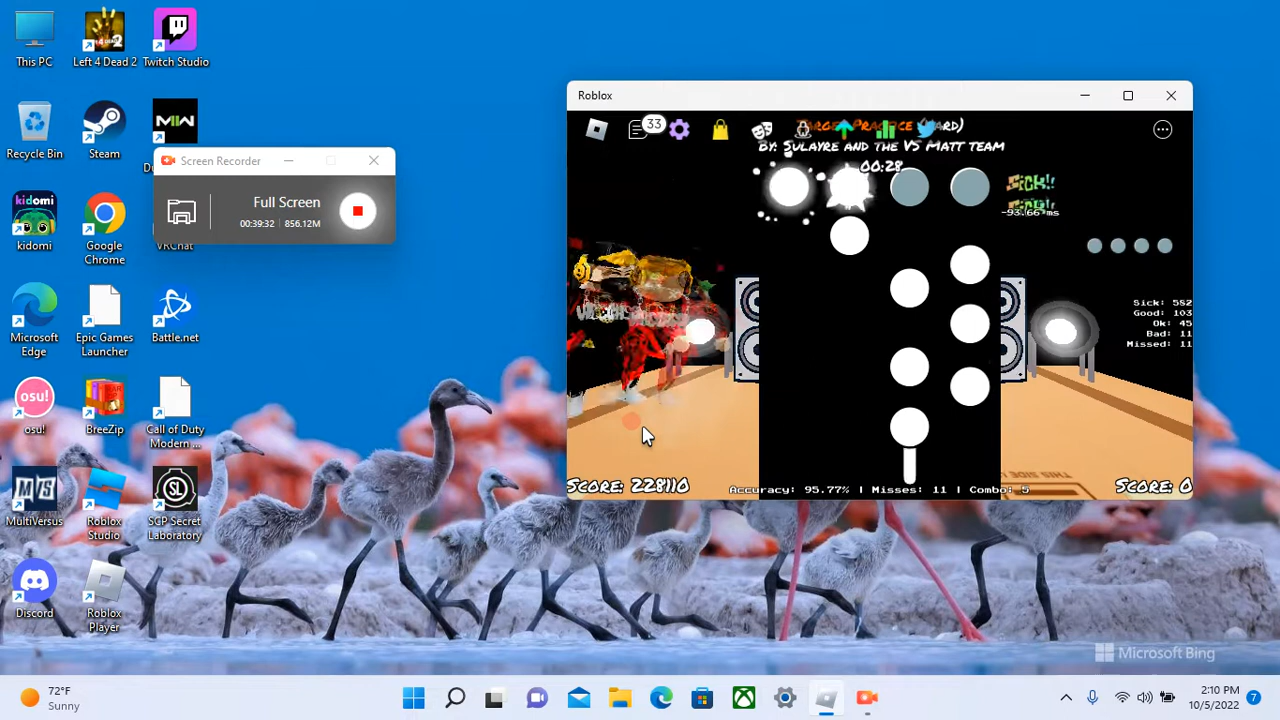 This PC
Left 4 Dead 2
Twitch Studio
Recycle Bin
Steam
kidomi
kidomi
Google
Chrome
VRChat
Microsoft
Edge
Epic Games
Launcher
Battle.net
osu!
osu!
BreeZip
Call of Duty
Modern ...
MultiVersus
Roblox
Studio
SCP Secret
Laboratory
Discord
Roblox
Player
Screen Recorder
Full Screen
00:39:32
856.12M
Roblox
33
BY: SULAYRE AND THE VS MATT TEAM
00:28
SICK!!
-93.66 ms
Sick: 582
Good: 103
Ok: 45
Bad: 11
Missed: 11
SCORE: 228110
Accuracy: 95.77% | Misses: 11 | Combo: 5
SCORE: 0
Microsoft Bing
72°F
Sunny
2:10 PM
10/5/2022
7